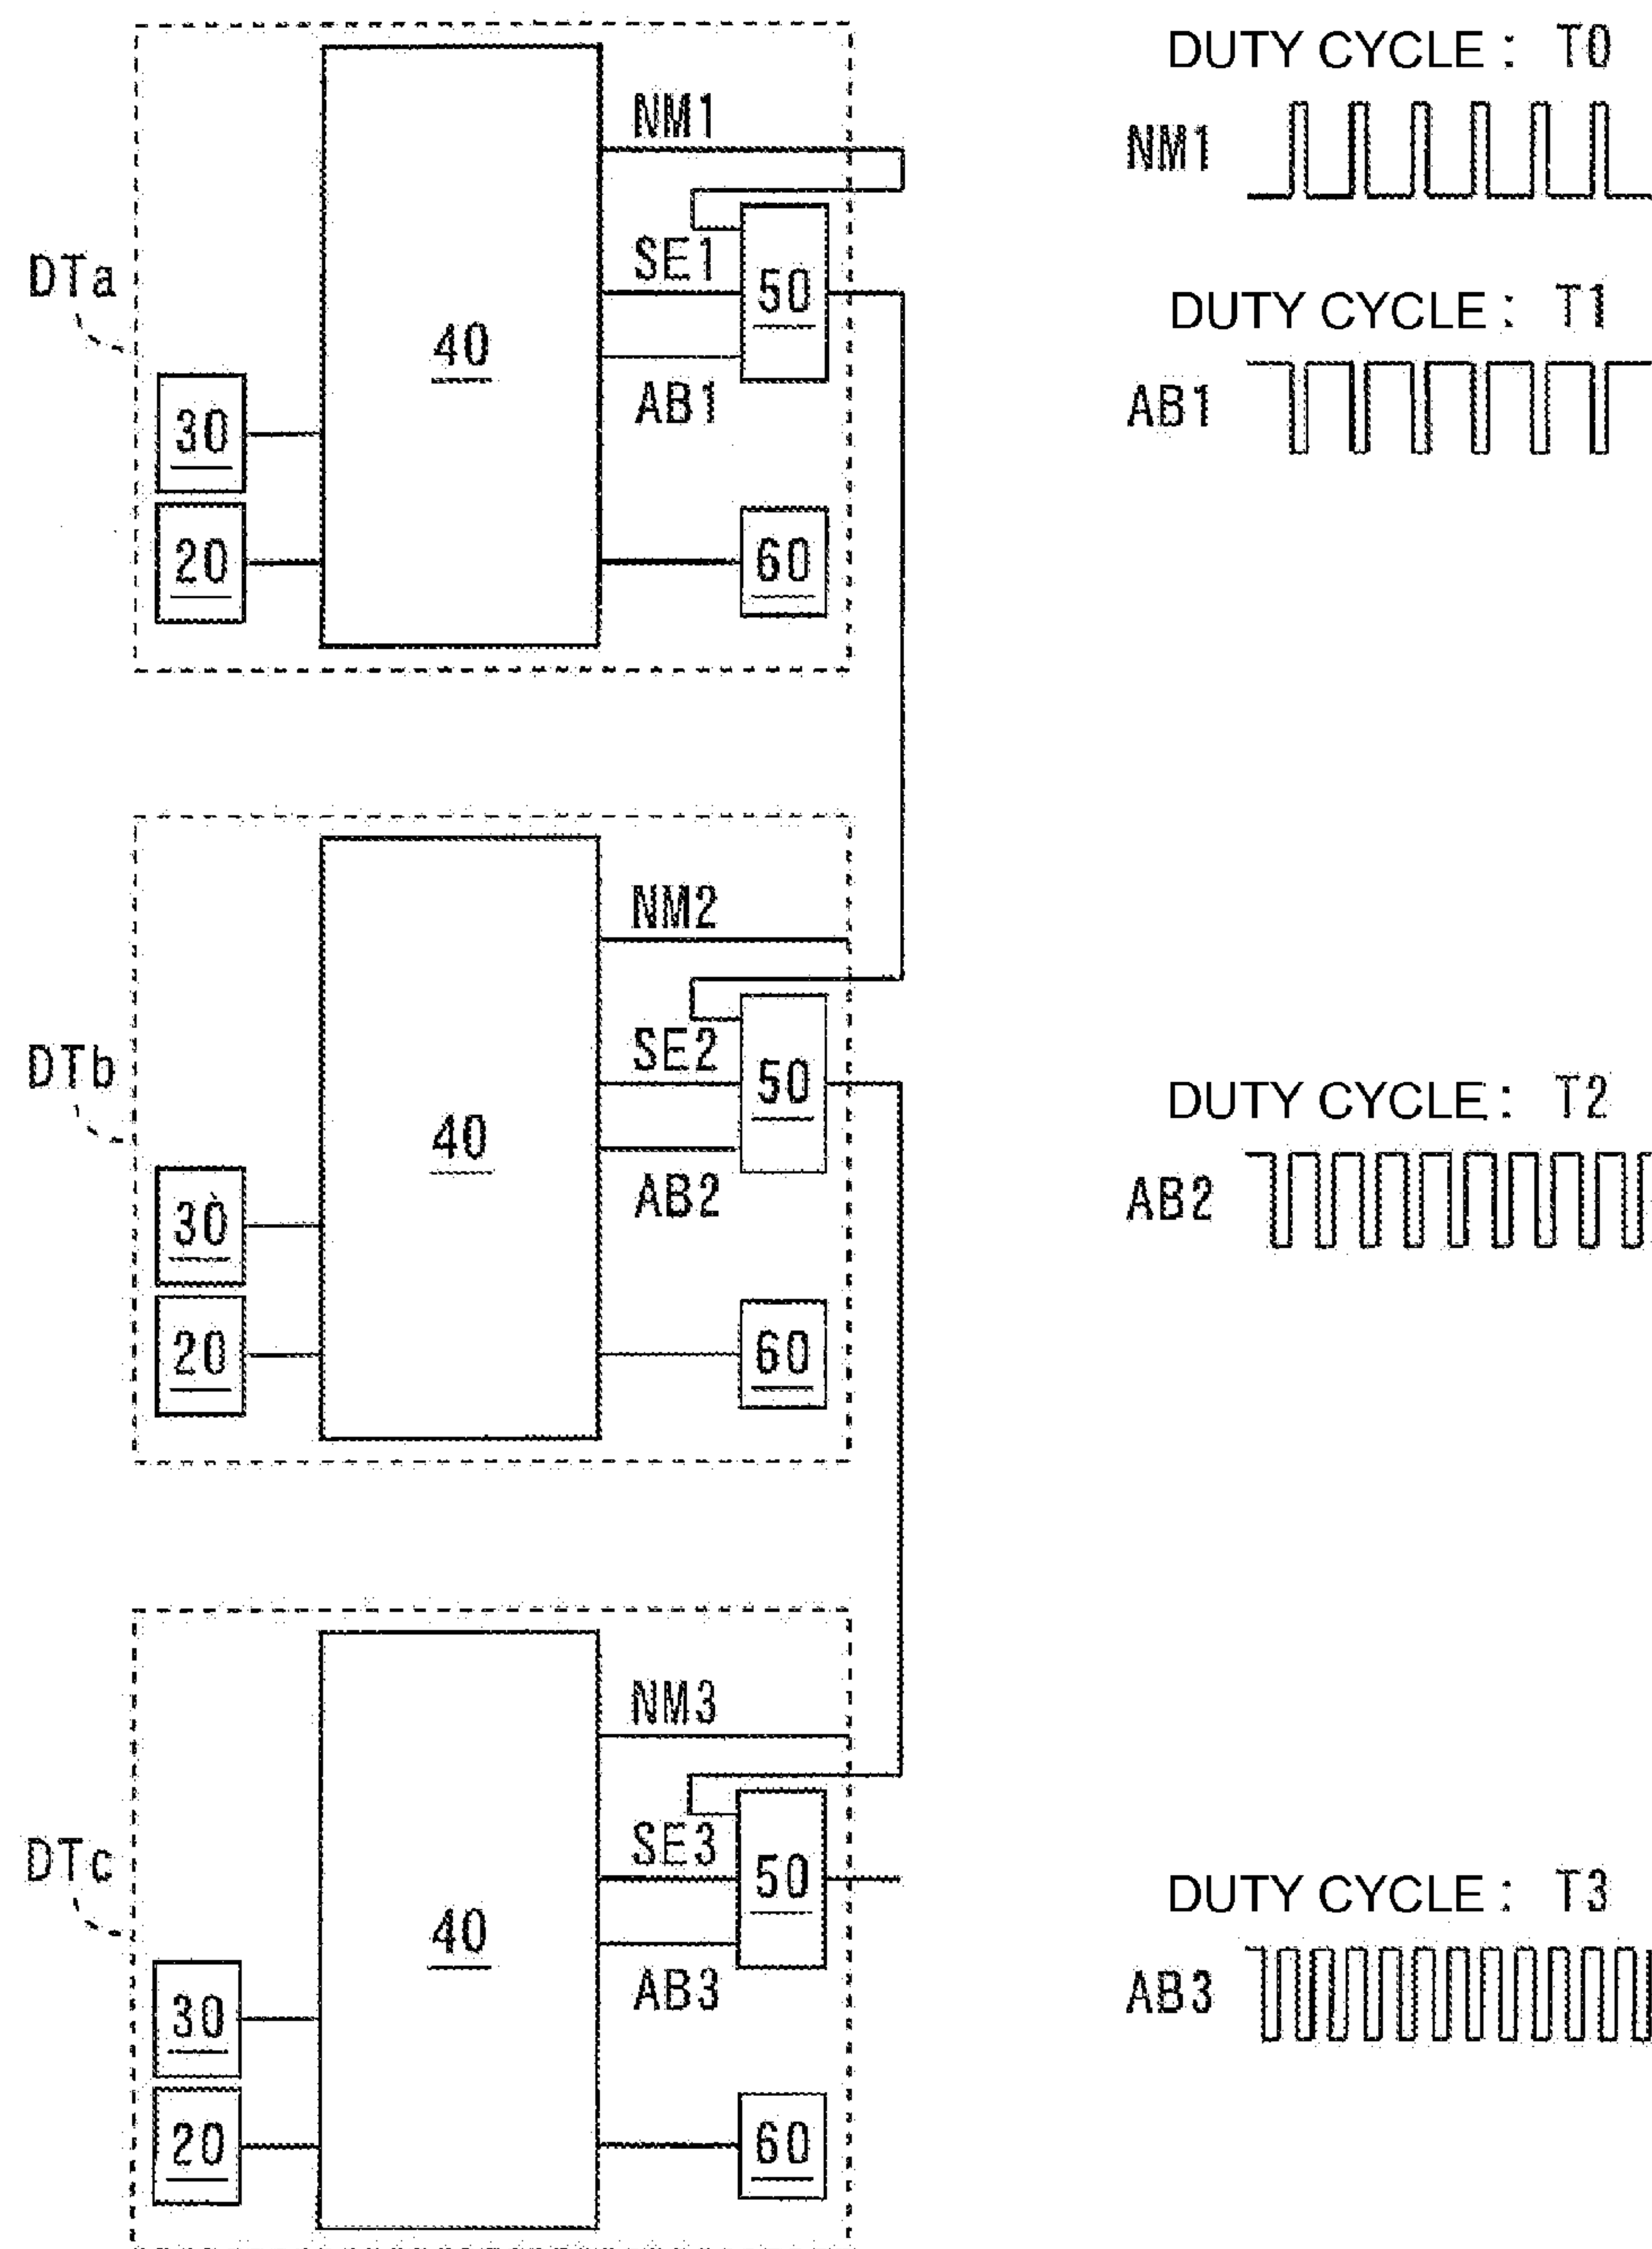 DUTY CYCLE : T0
NM1
NM1
SE1
DTa
50
DUTY CYCLE : T1
40
AB1
AB1
30
20
60
NM2
SE2
DTb
50
DUTY CYCLE : T2
40
AB2
AB2
30
20
60
NM3
SE3
DTc
50
DUTY CYCLE : T3
40
AB3
AB3
30
20
60